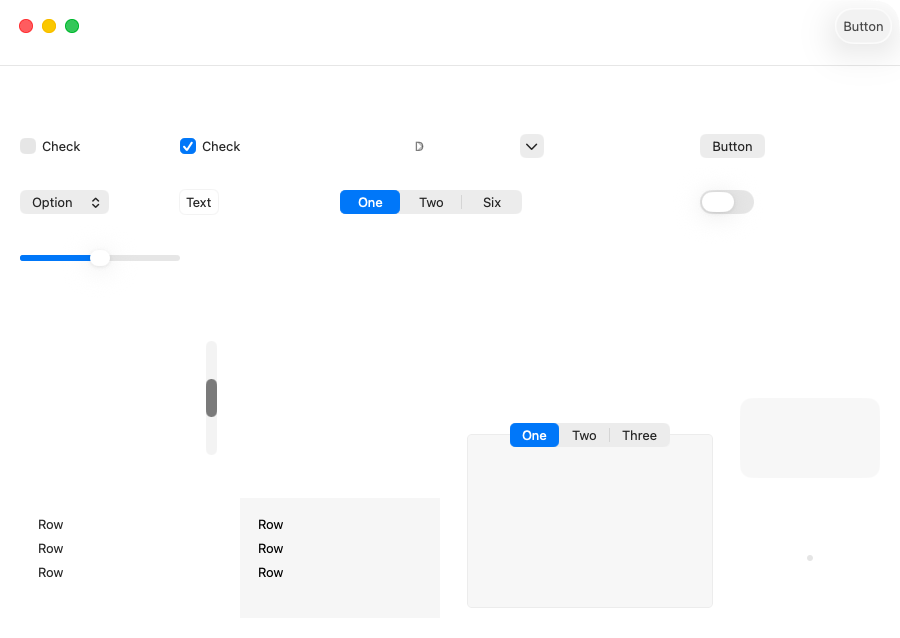 Button
Check
Check
Button
Option
Text
One
Two
Six
One
Two
Three
Row
Row
Row
Row
Row
Row